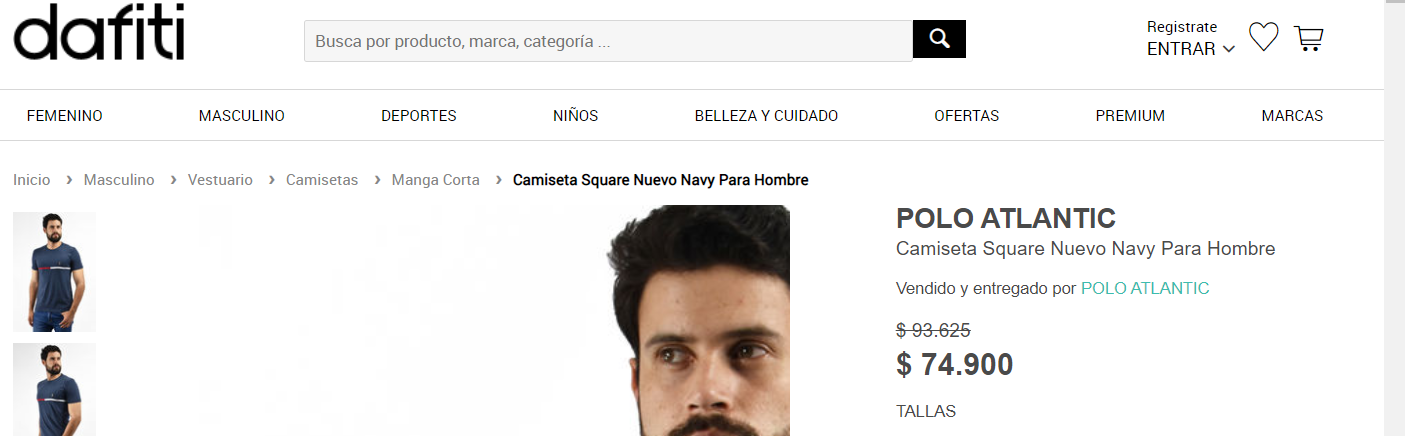 dafiti
Busca por producto, marca, categoría ...
Registrate
ENTRAR
FEMENINO MASCULINO DEPORTES NIÑOS BELLEZA Y CUIDADO OFERTAS PREMIUM MARCAS
Inicio › Masculino › Vestuario › Camisetas › Manga Corta › Camiseta Square Nuevo Navy Para Hombre
POLO ATLANTIC
Camiseta Square Nuevo Navy Para Hombre
Vendido y entregado por POLO ATLANTIC
$ 93.625
$ 74.900
TALLAS